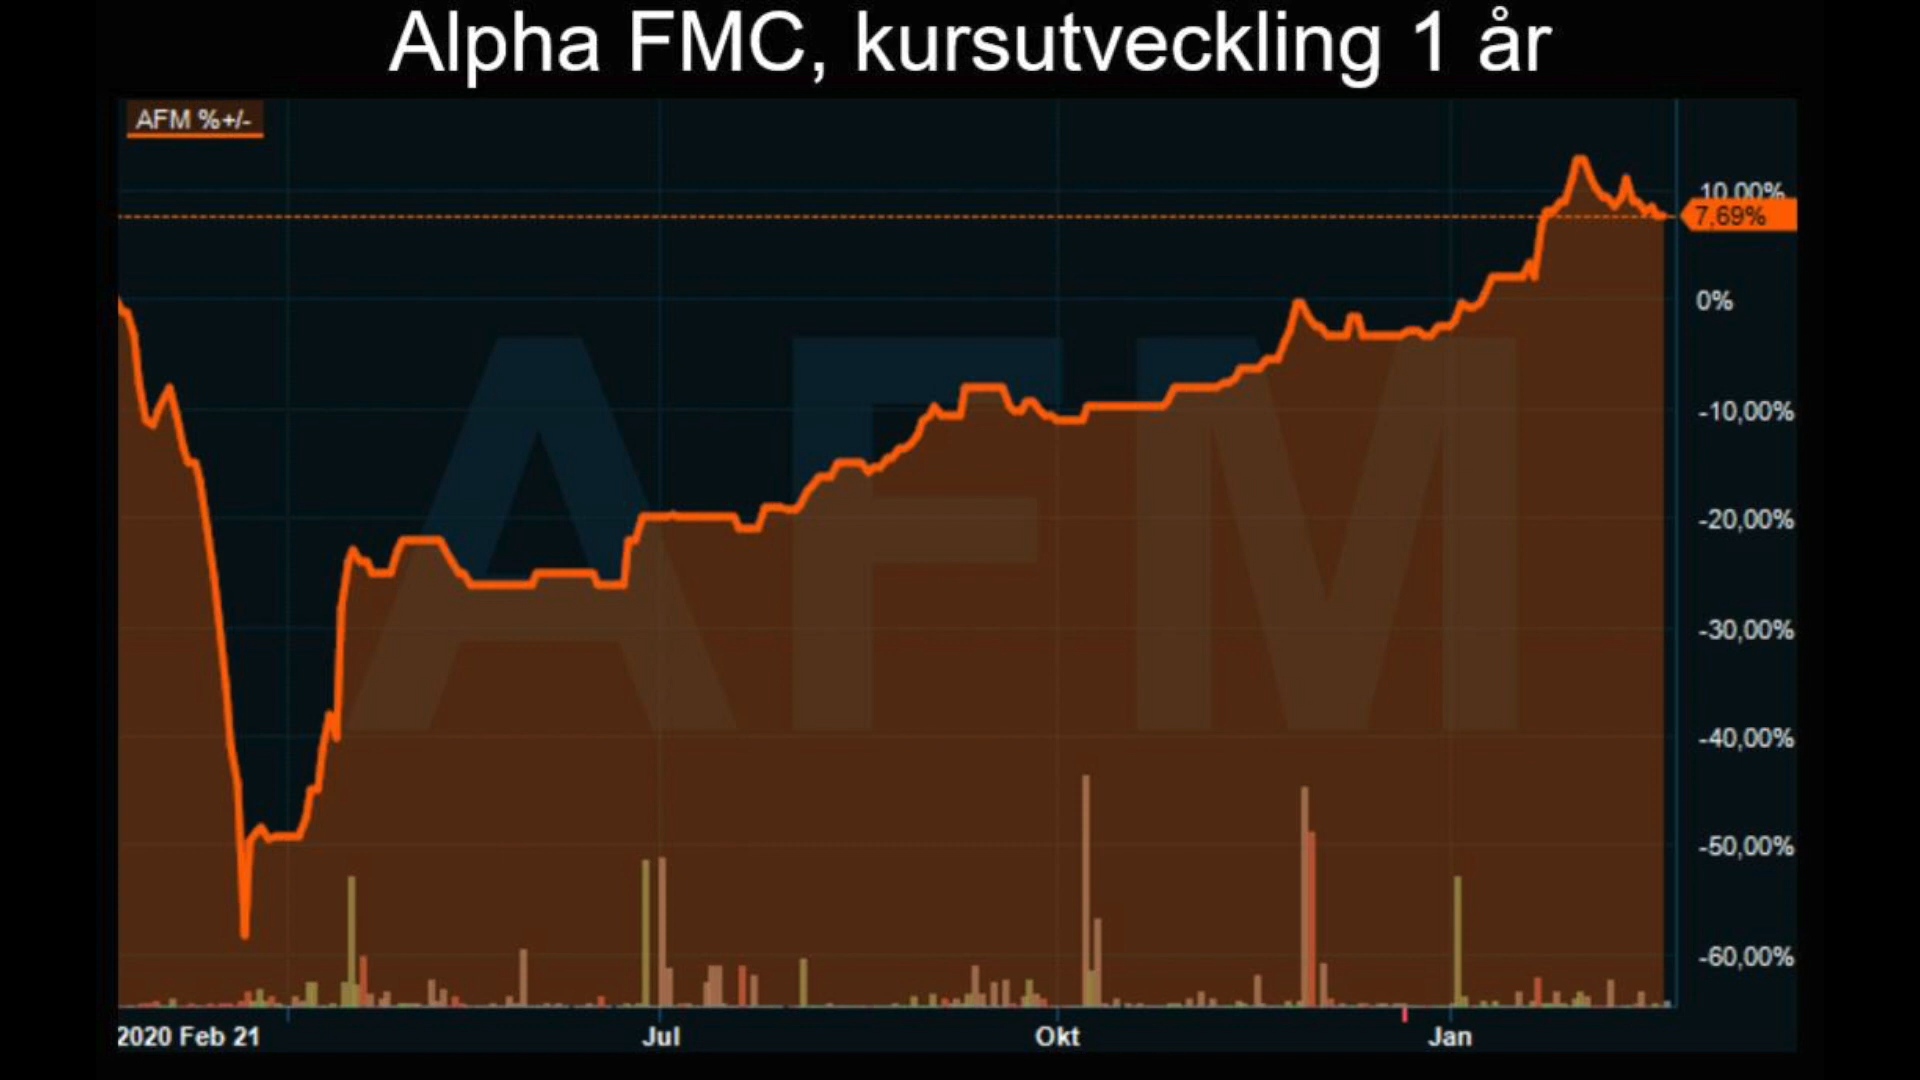 Alpha FMC, kursutveckling 1 år
AFM %+/-
AFM
10,00%
7,69%
0%
-10,00%
-20,00%
-30,00%
-40,00%
-50,00%
-60,00%
2020 Feb 21 Jul Okt Jan